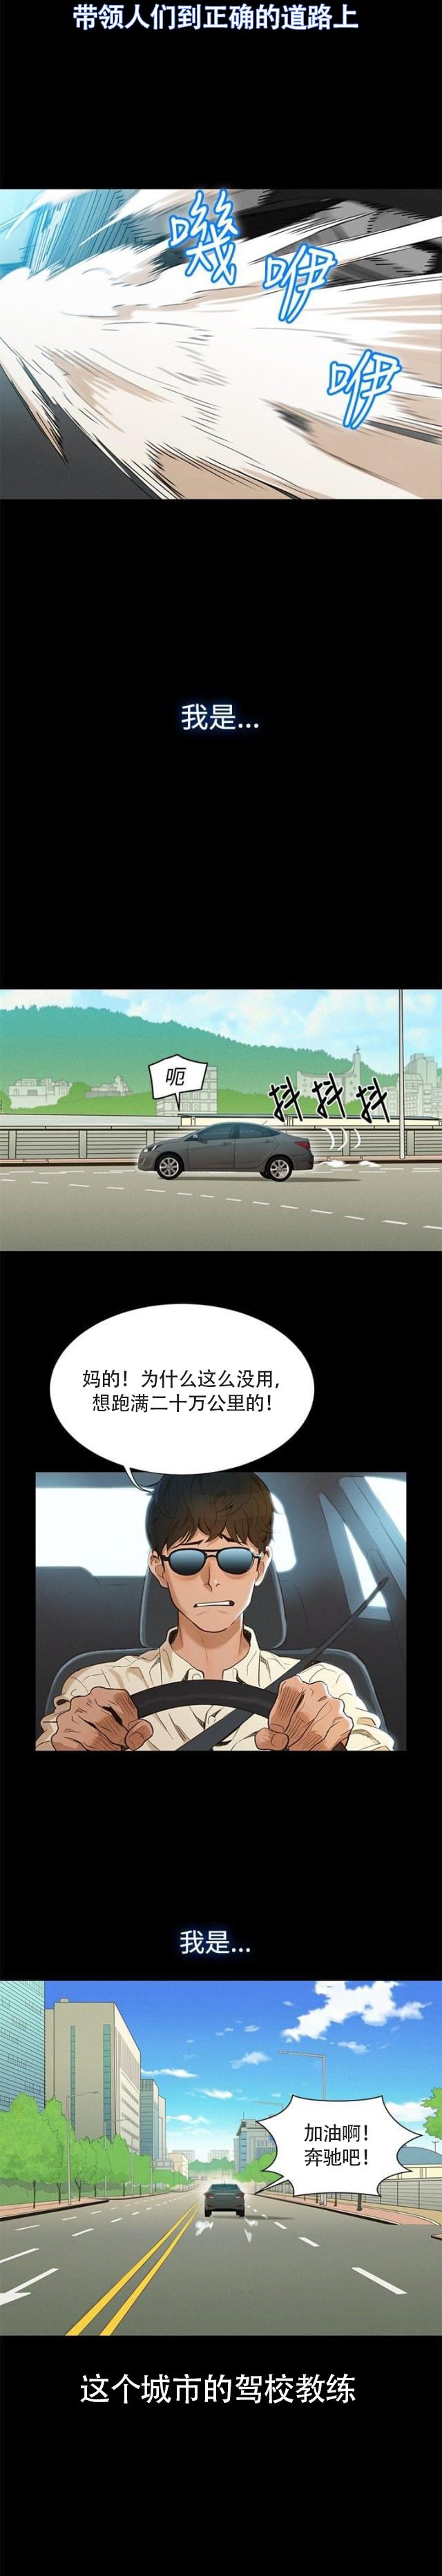 带领人们到正确的道路上
嘰
咿
咿
我是...
呃
抖 抖 抖
妈的！为什么这么没用,
想跑满二十万公里的！
我是...
加油啊！
奔驰吧！
这个城市的驾校教练